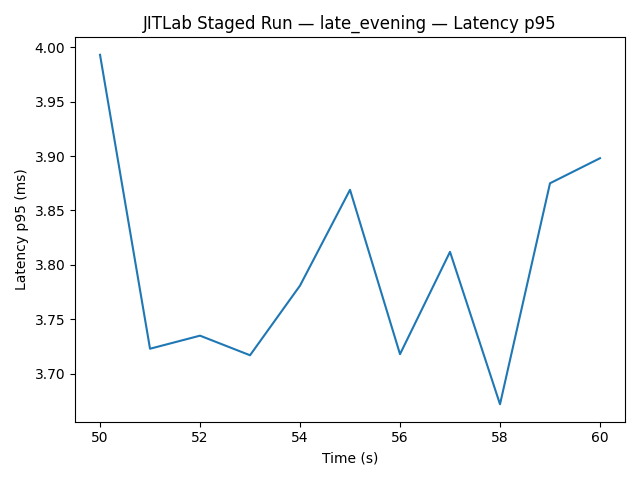 JITLab Staged Run — late_evening — Latency p95
Latency p95 (ms)
4.00
3.95
3.90
3.85
3.80
3.75
3.70
50 52 54 56 58 60
Time (s)